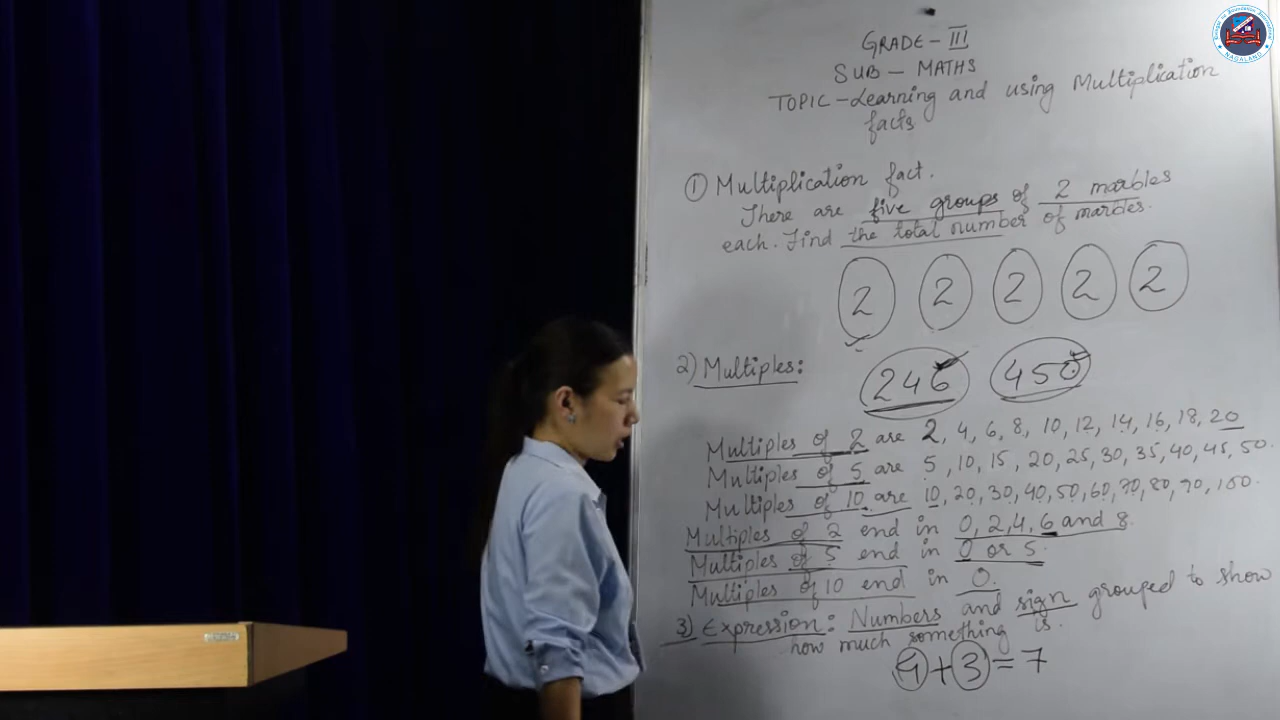 GRADE - III
SUB - MATHS
TOPIC - Learning and using Multiplication
facts
① Multiplication fact.
There are five groups of 2 marbles
each. Find the total number of marbles.
2 2 2 2 2
2) Multiples:
246 450
Multiples of 2 are 2, 4, 6, 8, 10, 12, 14, 16, 18, 20
Multiples of 5 are 5, 10, 15, 20, 25, 30, 35, 40, 45, 50.
Multiples of 10 are 10, 20, 30, 40, 50, 60, 70, 80, 90, 100.
Multiples of 2 end in 0, 2, 4, 6 and 8.
Multiples of 5 end in 0 or 5.
Multiples of 10 end in 0.
3) Expression: Numbers and sign grouped to show
how much something is.
4 + 3 = 7
NAGALAND